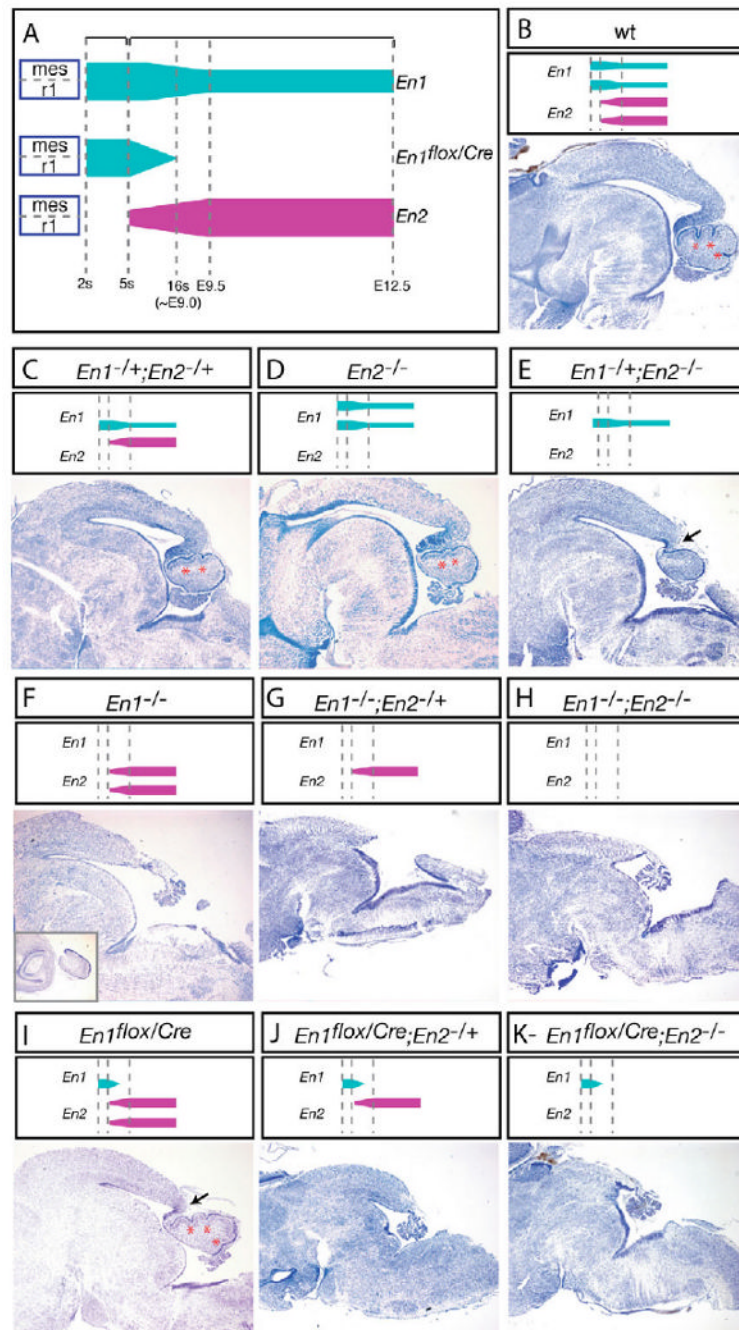 A
mes
r1
En1
mes
r1
En1flox/Cre
mes
r1
En2
2s 5s 16s E9.5 E12.5
(~E9.0)
B wt
En1
En2
* * *
C En1-/+;En2-/+
En1
En2
* *
D En2-/-
En1
En2
* *
E En1-/+;En2-/-
En1
En2
F En1-/-
En1
En2
G En1-/-;En2-/+
En1
En2
H En1-/-;En2-/-
En1
En2
I En1flox/Cre
En1
En2
* * *
J En1flox/Cre;En2-/+
En1
En2
K- En1flox/Cre;En2-/-
En1
En2